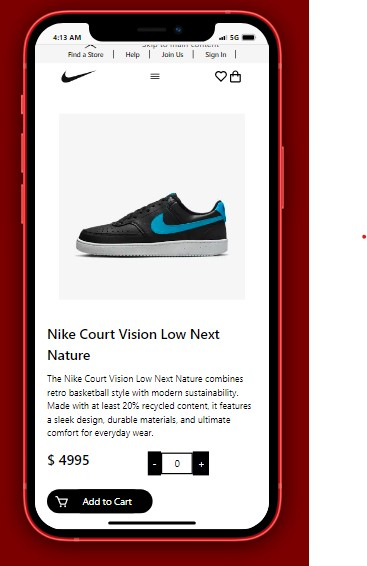 4:13 AM 5G
Skip to main content
Find a Store | Help | Join Us | Sign In |
Nike Court Vision Low Next
Nature
The Nike Court Vision Low Next Nature combines
retro basketball style with modern sustainability.
Made with at least 20% recycled content, it features
a sleek design, durable materials, and ultimate
comfort for everyday wear.
$ 4995 - 0 +
Add to Cart